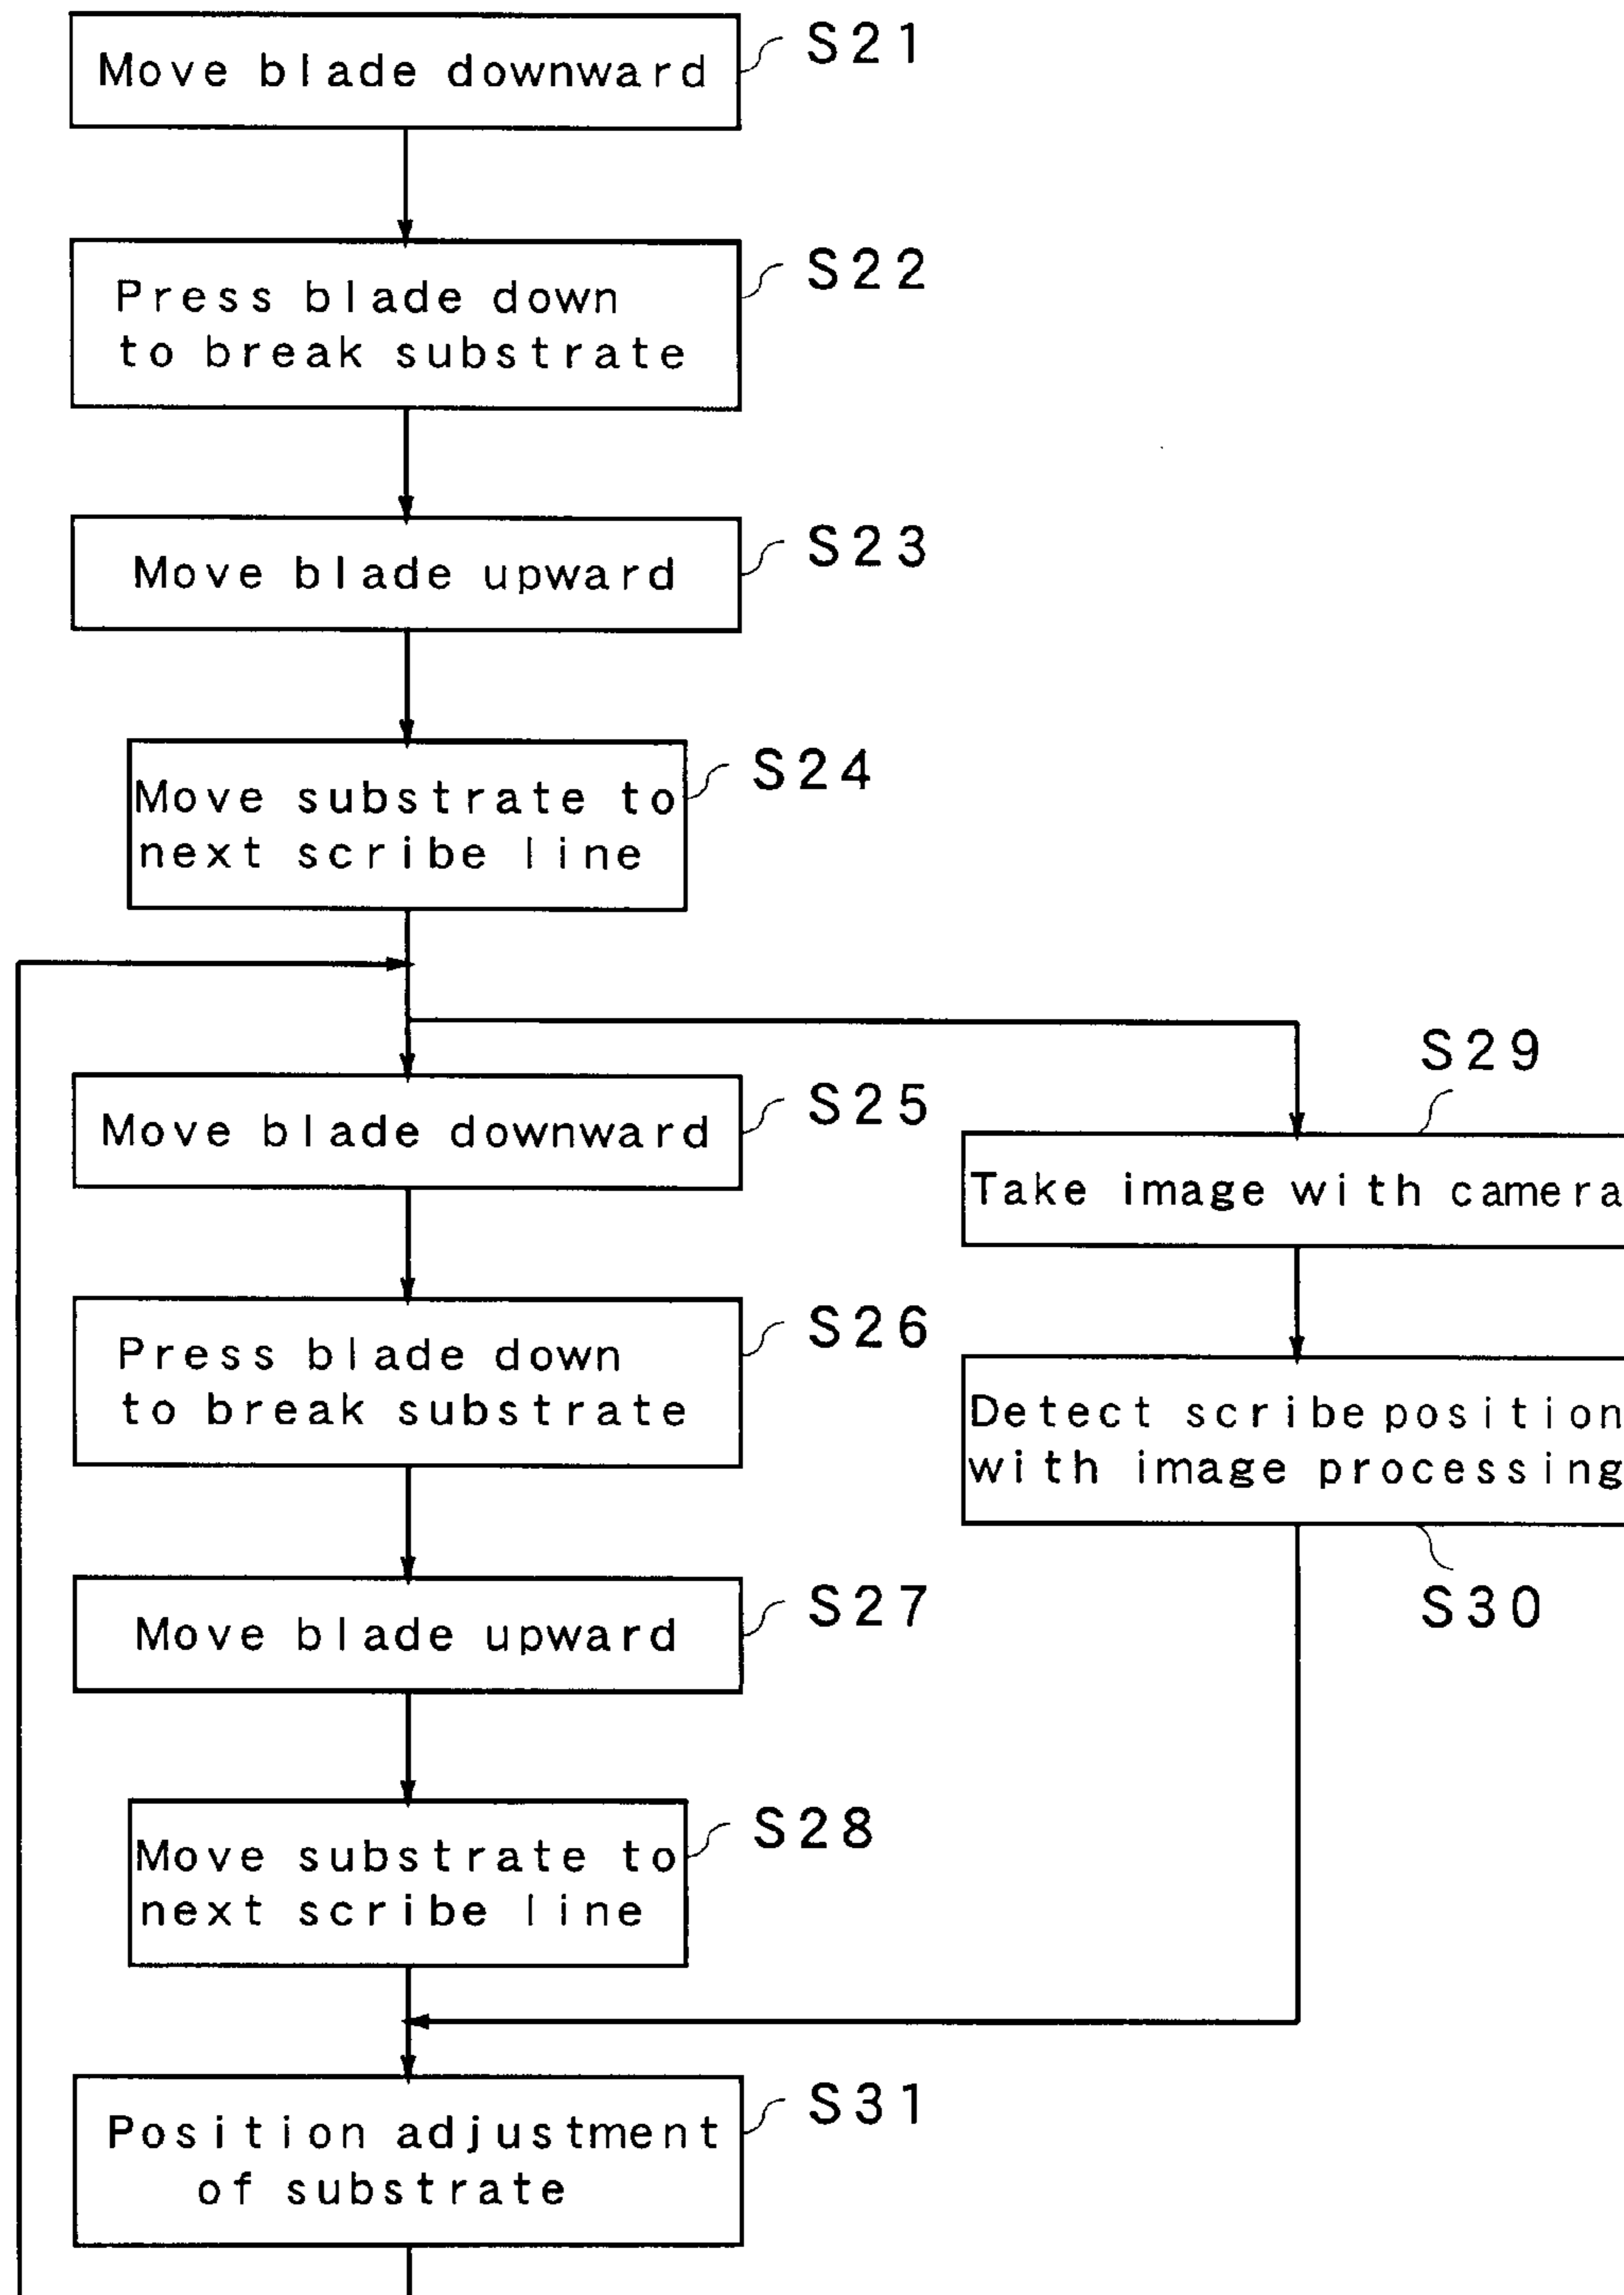 Move blade downward
S21
Press blade down
to break substrate
S22
Move blade upward
S23
Move substrate to
next scribe line
S24
Move blade downward
S25
Press blade down
to break substrate
S26
Move blade upward
S27
Move substrate to
next scribe line
S28
S29
Take image with camera
Detect scribe position
with image processing
S30
Position adjustment
of substrate
S31